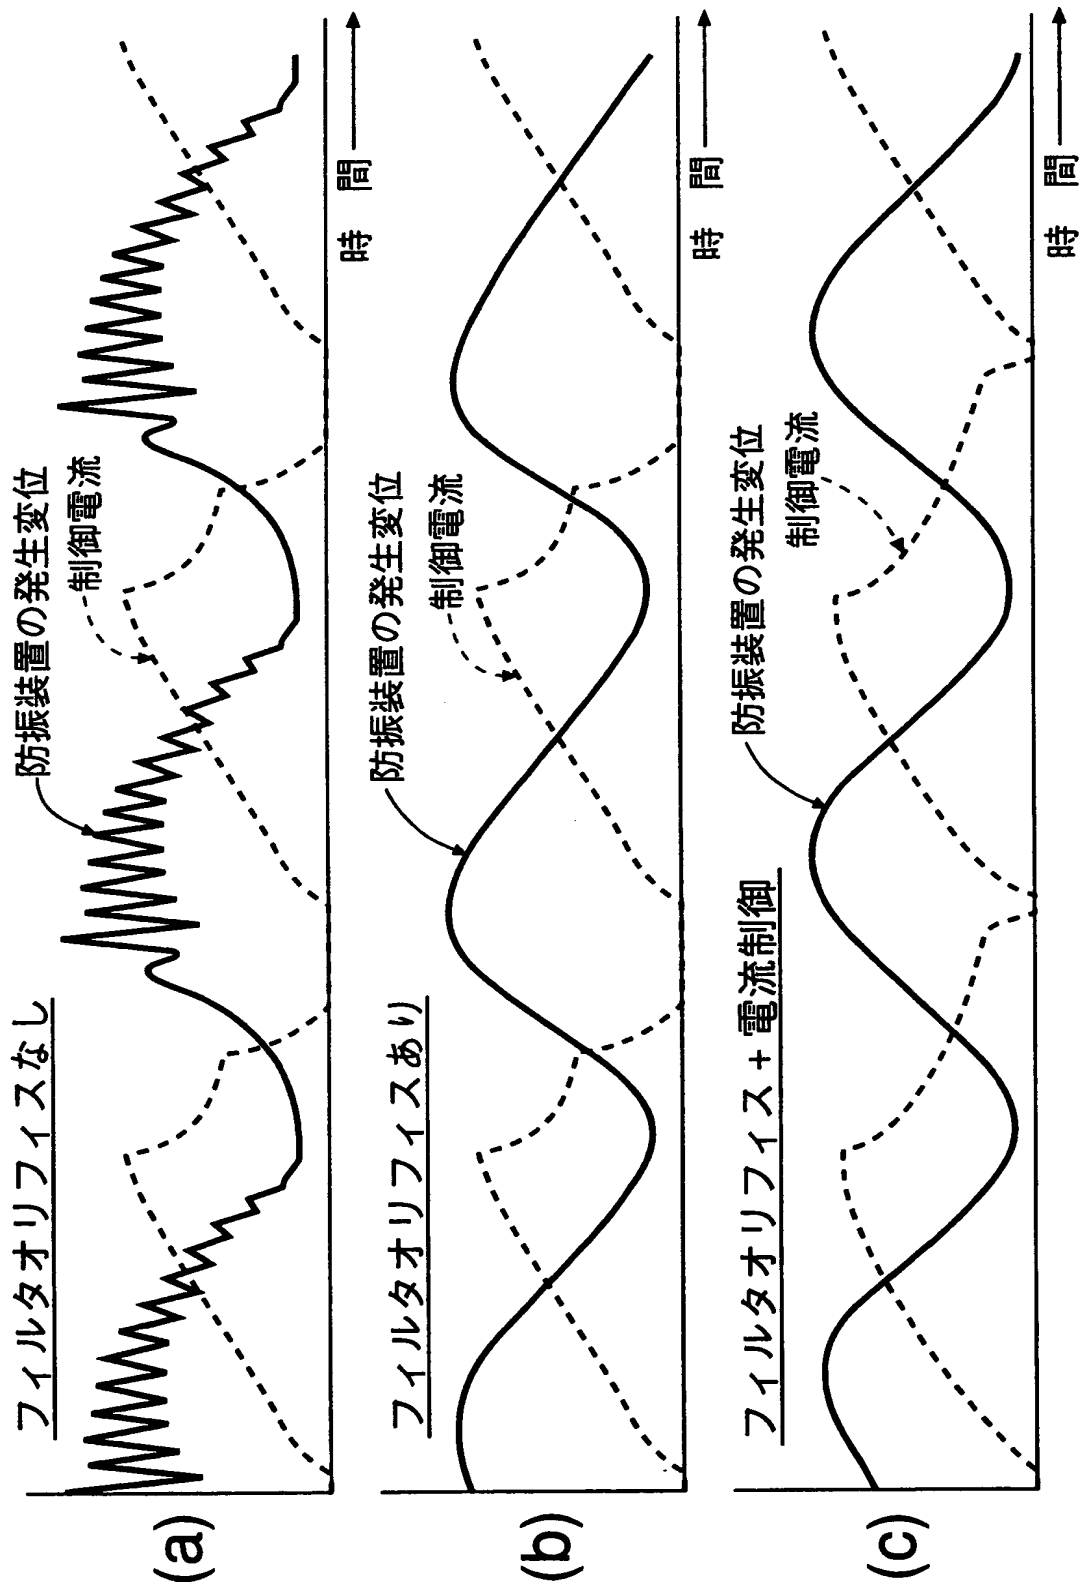 (a)
フィルタオリフィスなし
防振装置の発生変位
制御電流
時 間
(b)
フィルタオリフィスあり
防振装置の発生変位
制御電流
時 間
(c)
フィルタオリフィス+電流制御
防振装置の発生変位
制御電流
時 間